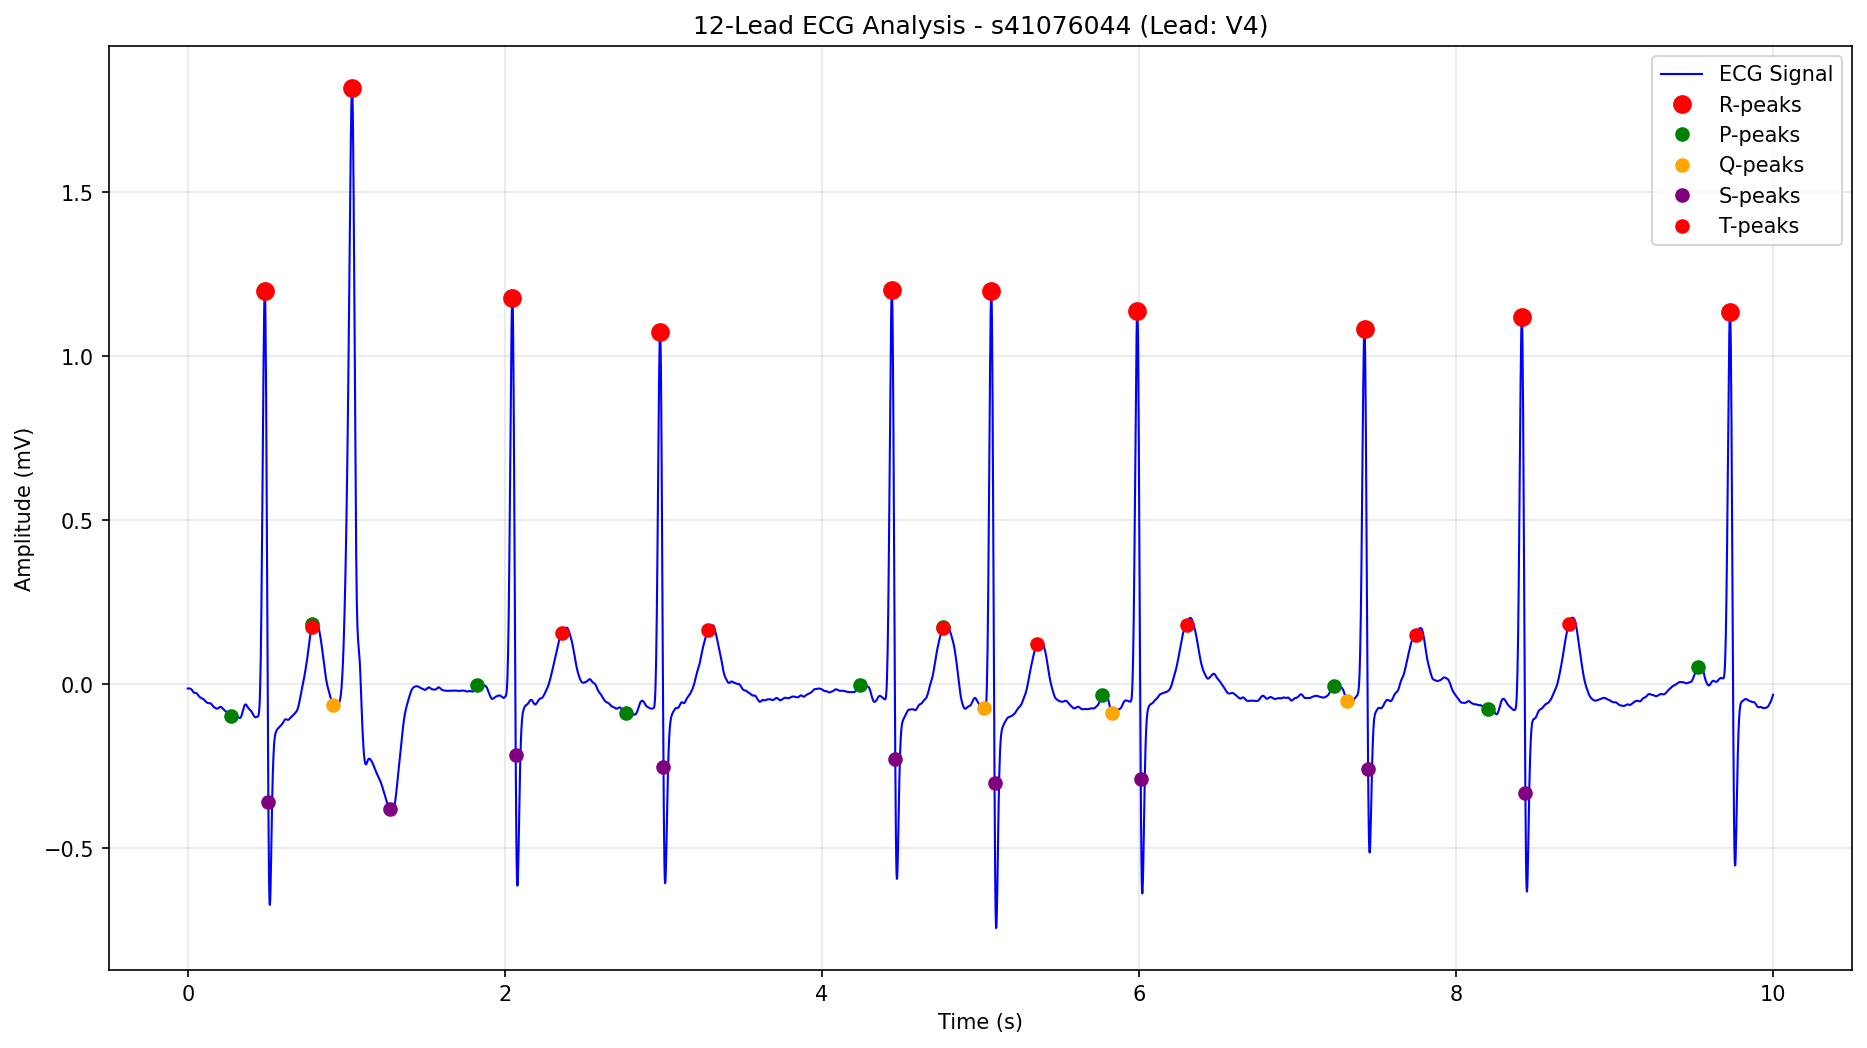 12-Lead ECG Analysis - s41076044 (Lead: V4)
ECG Signal
R-peaks
P-peaks
Q-peaks
S-peaks
T-peaks
Amplitude (mV)
1.5
1.0
0.5
0.0
−0.5
0 2 4 6 8 10
Time (s)